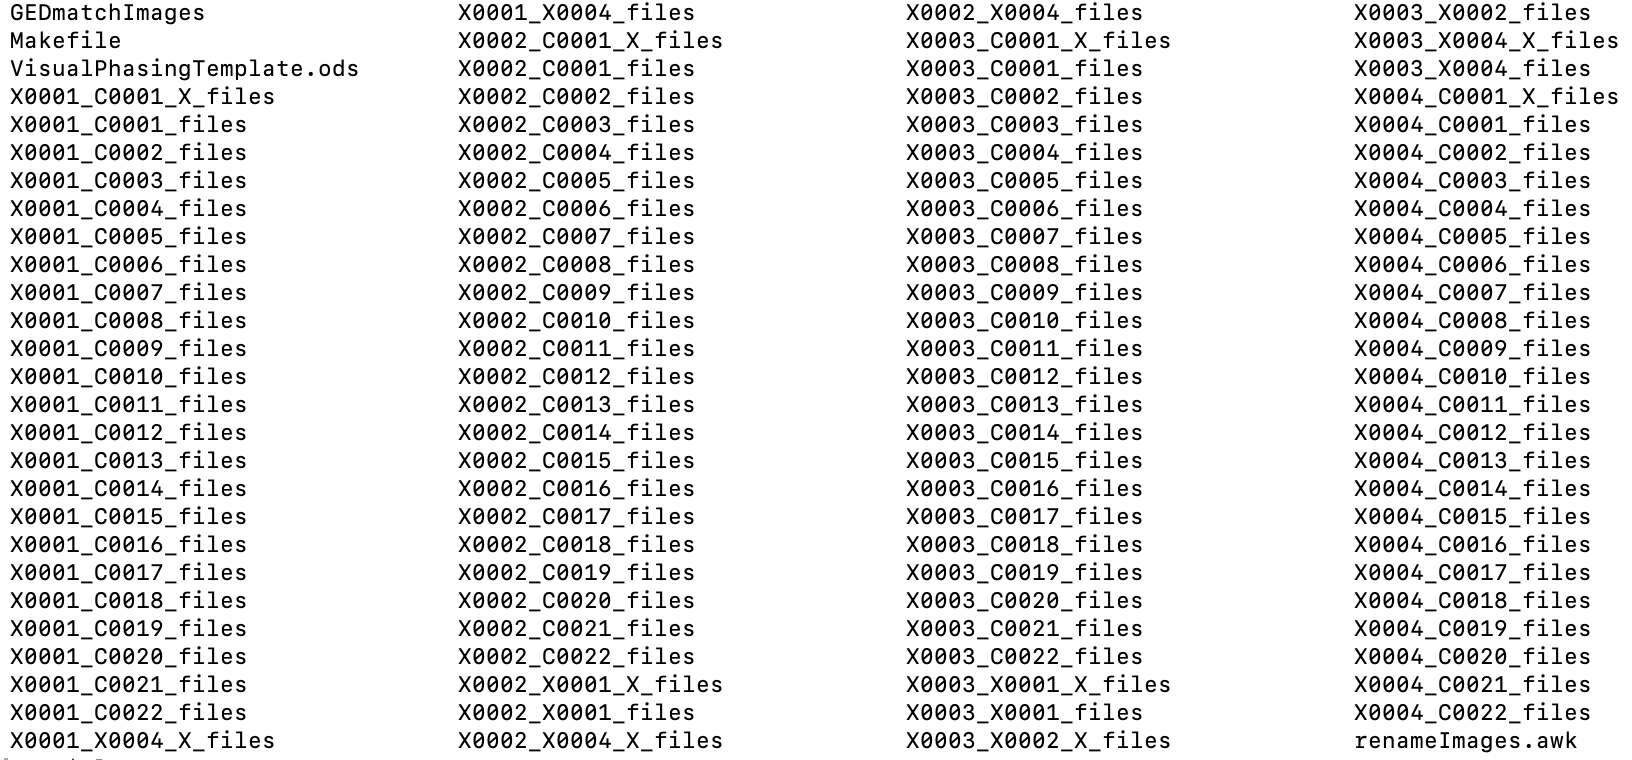 GEDmatchImages X0001_X0004_files X0002_X0004_files X0003_X0002_files
Makefile X0002_C0001_X_files X0003_C0001_X_files X0003_X0004_X_files
VisualPhasingTemplate.ods X0002_C0001_files X0003_C0001_files X0003_X0004_files
X0001_C0001_X_files X0002_C0002_files X0003_C0002_files X0004_C0001_X_files
X0001_C0001_files X0002_C0003_files X0003_C0003_files X0004_C0001_files
X0001_C0002_files X0002_C0004_files X0003_C0004_files X0004_C0002_files
X0001_C0003_files X0002_C0005_files X0003_C0005_files X0004_C0003_files
X0001_C0004_files X0002_C0006_files X0003_C0006_files X0004_C0004_files
X0001_C0005_files X0002_C0007_files X0003_C0007_files X0004_C0005_files
X0001_C0006_files X0002_C0008_files X0003_C0008_files X0004_C0006_files
X0001_C0007_files X0002_C0009_files X0003_C0009_files X0004_C0007_files
X0001_C0008_files X0002_C0010_files X0003_C0010_files X0004_C0008_files
X0001_C0009_files X0002_C0011_files X0003_C0011_files X0004_C0009_files
X0001_C0010_files X0002_C0012_files X0003_C0012_files X0004_C0010_files
X0001_C0011_files X0002_C0013_files X0003_C0013_files X0004_C0011_files
X0001_C0012_files X0002_C0014_files X0003_C0014_files X0004_C0012_files
X0001_C0013_files X0002_C0015_files X0003_C0015_files X0004_C0013_files
X0001_C0014_files X0002_C0016_files X0003_C0016_files X0004_C0014_files
X0001_C0015_files X0002_C0017_files X0003_C0017_files X0004_C0015_files
X0001_C0016_files X0002_C0018_files X0003_C0018_files X0004_C0016_files
X0001_C0017_files X0002_C0019_files X0003_C0019_files X0004_C0017_files
X0001_C0018_files X0002_C0020_files X0003_C0020_files X0004_C0018_files
X0001_C0019_files X0002_C0021_files X0003_C0021_files X0004_C0019_files
X0001_C0020_files X0002_C0022_files X0003_C0022_files X0004_C0020_files
X0001_C0021_files X0002_X0001_X_files X0003_X0001_X_files X0004_C0021_files
X0001_C0022_files X0002_X0001_files X0003_X0001_files X0004_C0022_files
X0001_X0004_X_files X0002_X0004_X_files X0003_X0002_X_files renameImages.awk